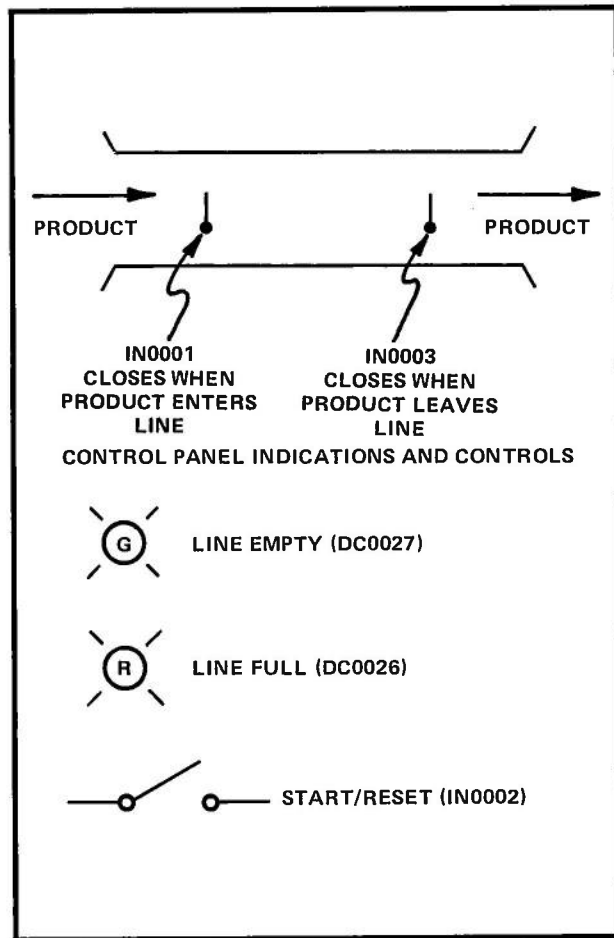 PRODUCT
PRODUCT
IN0001
CLOSES WHEN
PRODUCT ENTERS
LINE
IN0003
CLOSES WHEN
PRODUCT LEAVES
LINE
CONTROL PANEL INDICATIONS AND CONTROLS
G LINE EMPTY (DC0027)
R LINE FULL (DC0026)
START/RESET (IN0002)